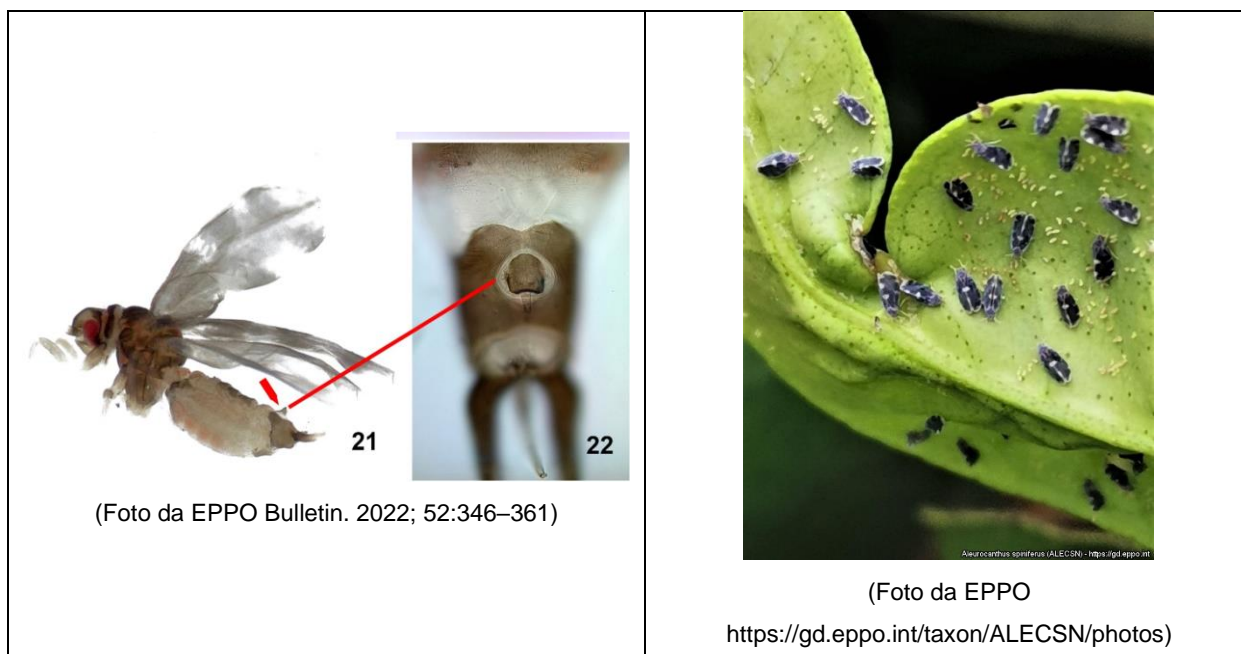 21
22
(Foto da EPPO Bulletin. 2022; 52:346–361)
Aleurocanthus spiniferus (ALECSN) - https://gd.eppo.int
(Foto da EPPO
https://gd.eppo.int/taxon/ALECSN/photos)